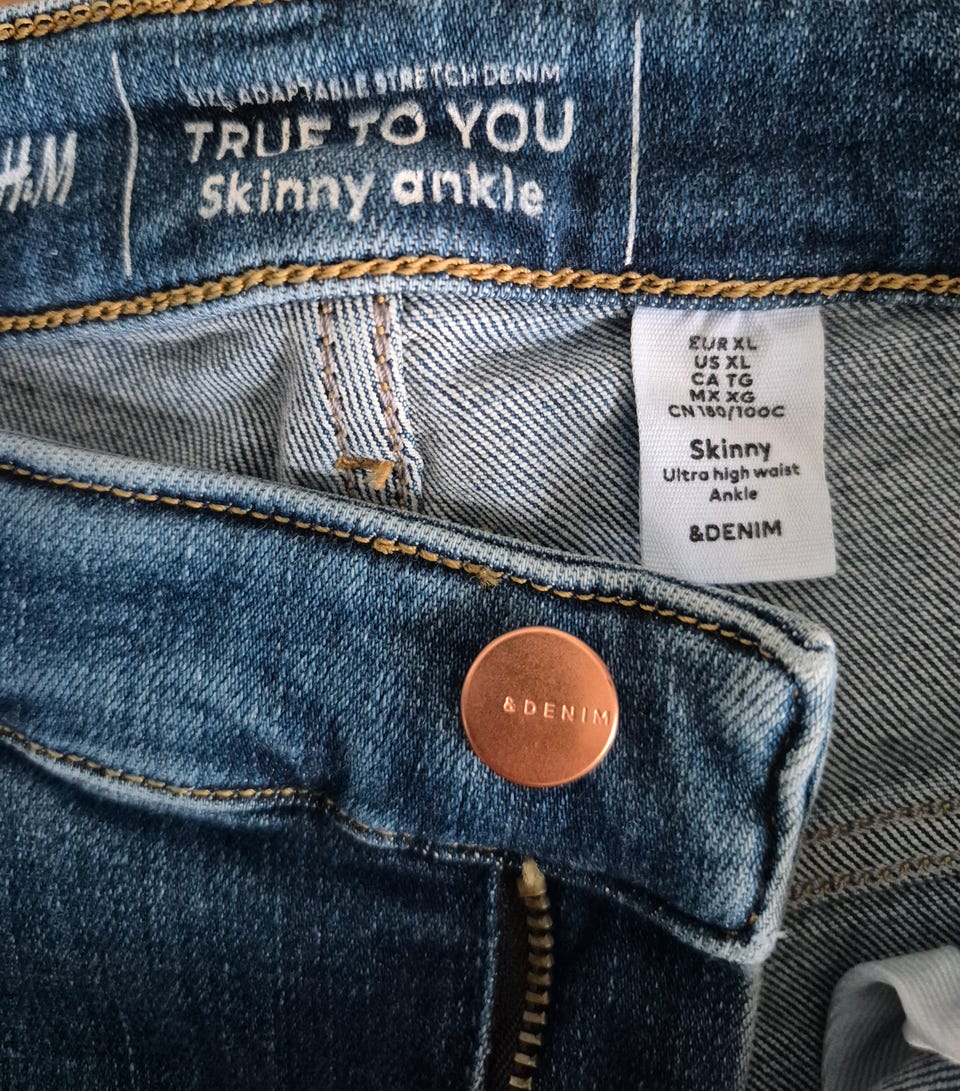 H&M
ADAPTABLE STRETCH DENIM
TRUE TO YOU
Skinny ankle
EUR XL
US XL
CA TG
MX XG
CN 180/100C
Skinny
Ultra high waist
Ankle
&DENIM
&DENIM